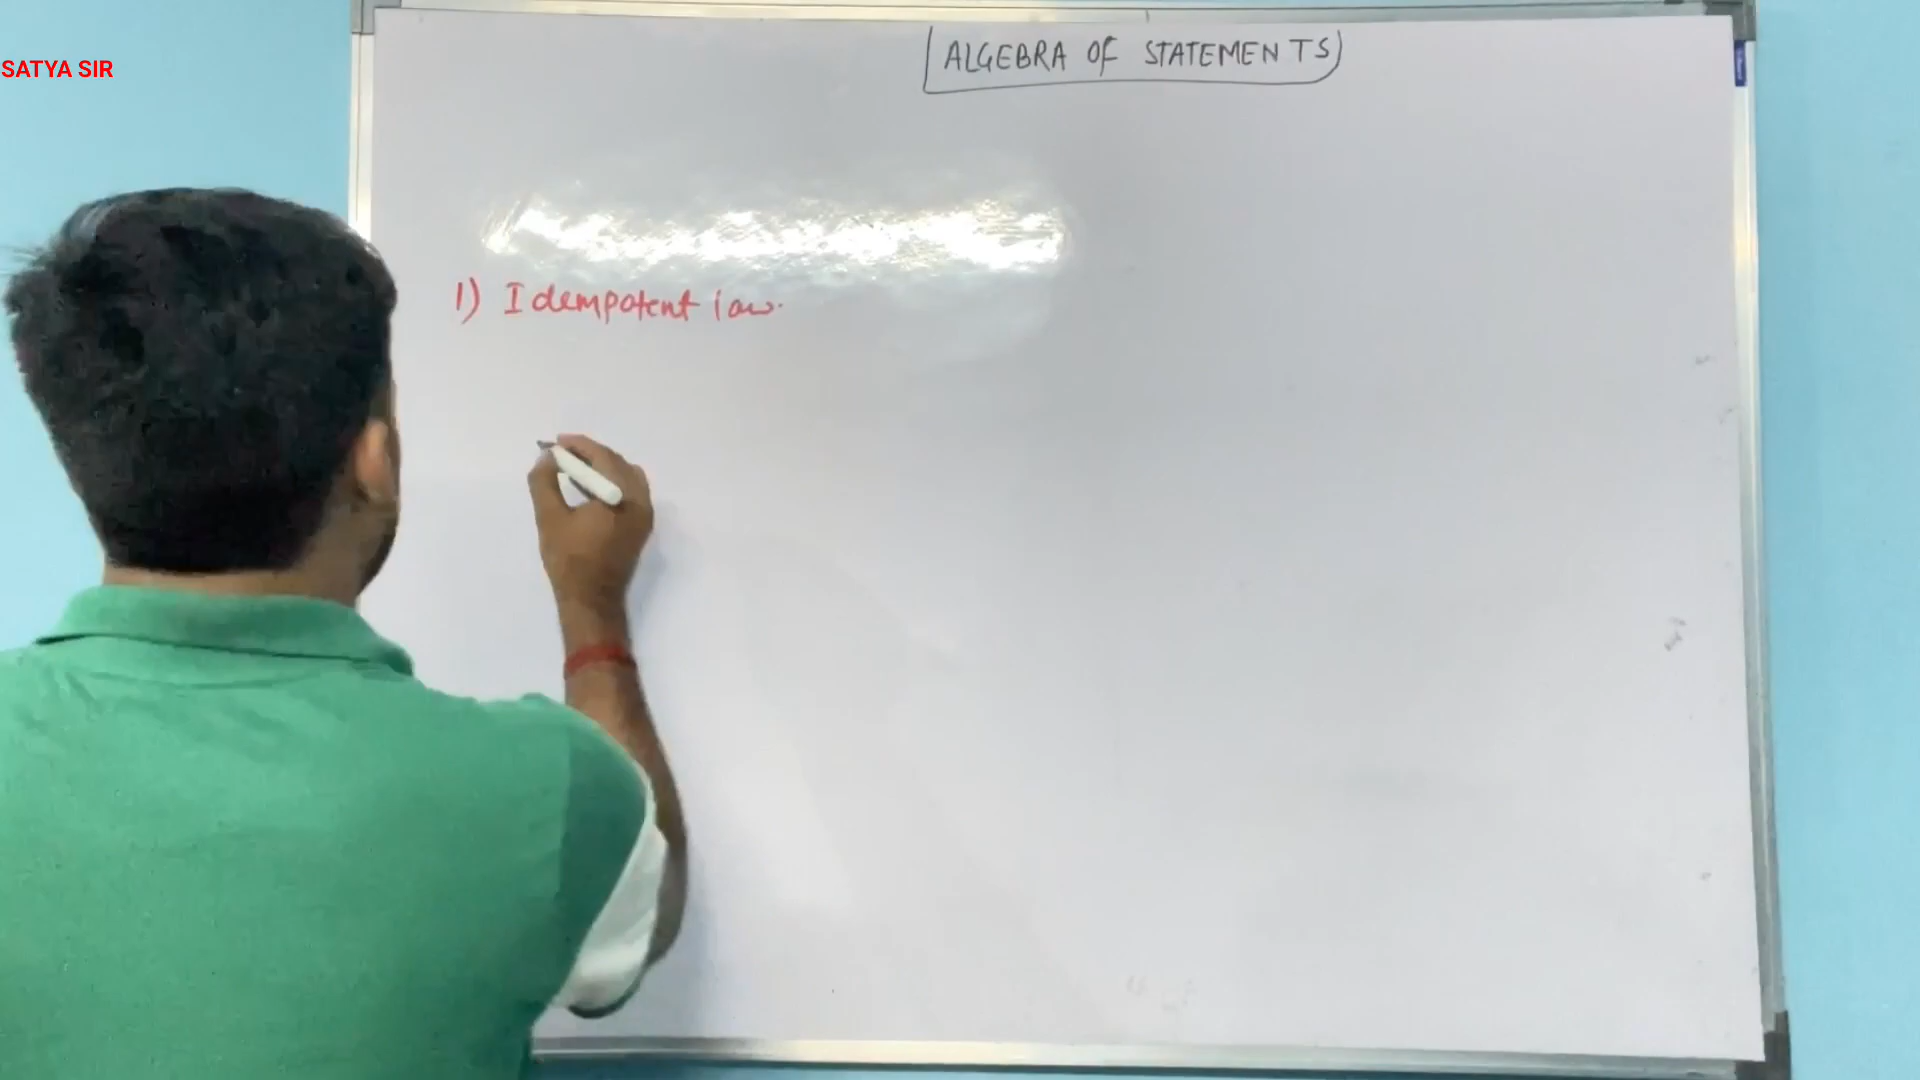 SATYA SIR
ALGEBRA OF STATEMENTS
1) Idempotent law.